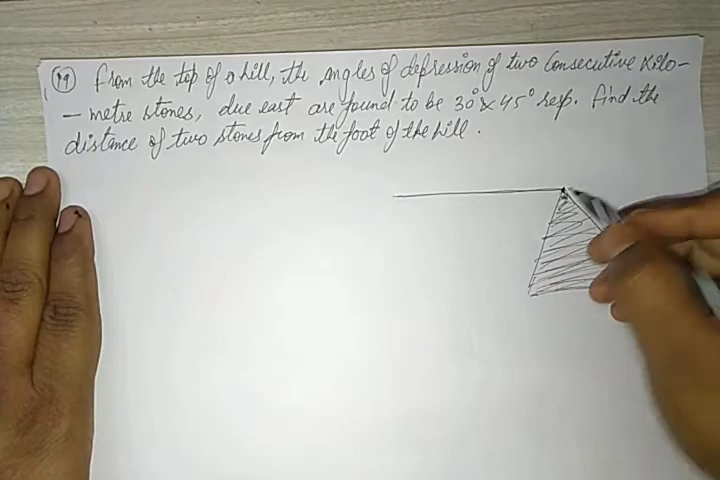 (19) from the top of a hill, the angles of depression of two Consecutive Kilo-
- metre stones, due east are found to be 30° & 45° resp. find the
distance of two stones from the foot of the hill.